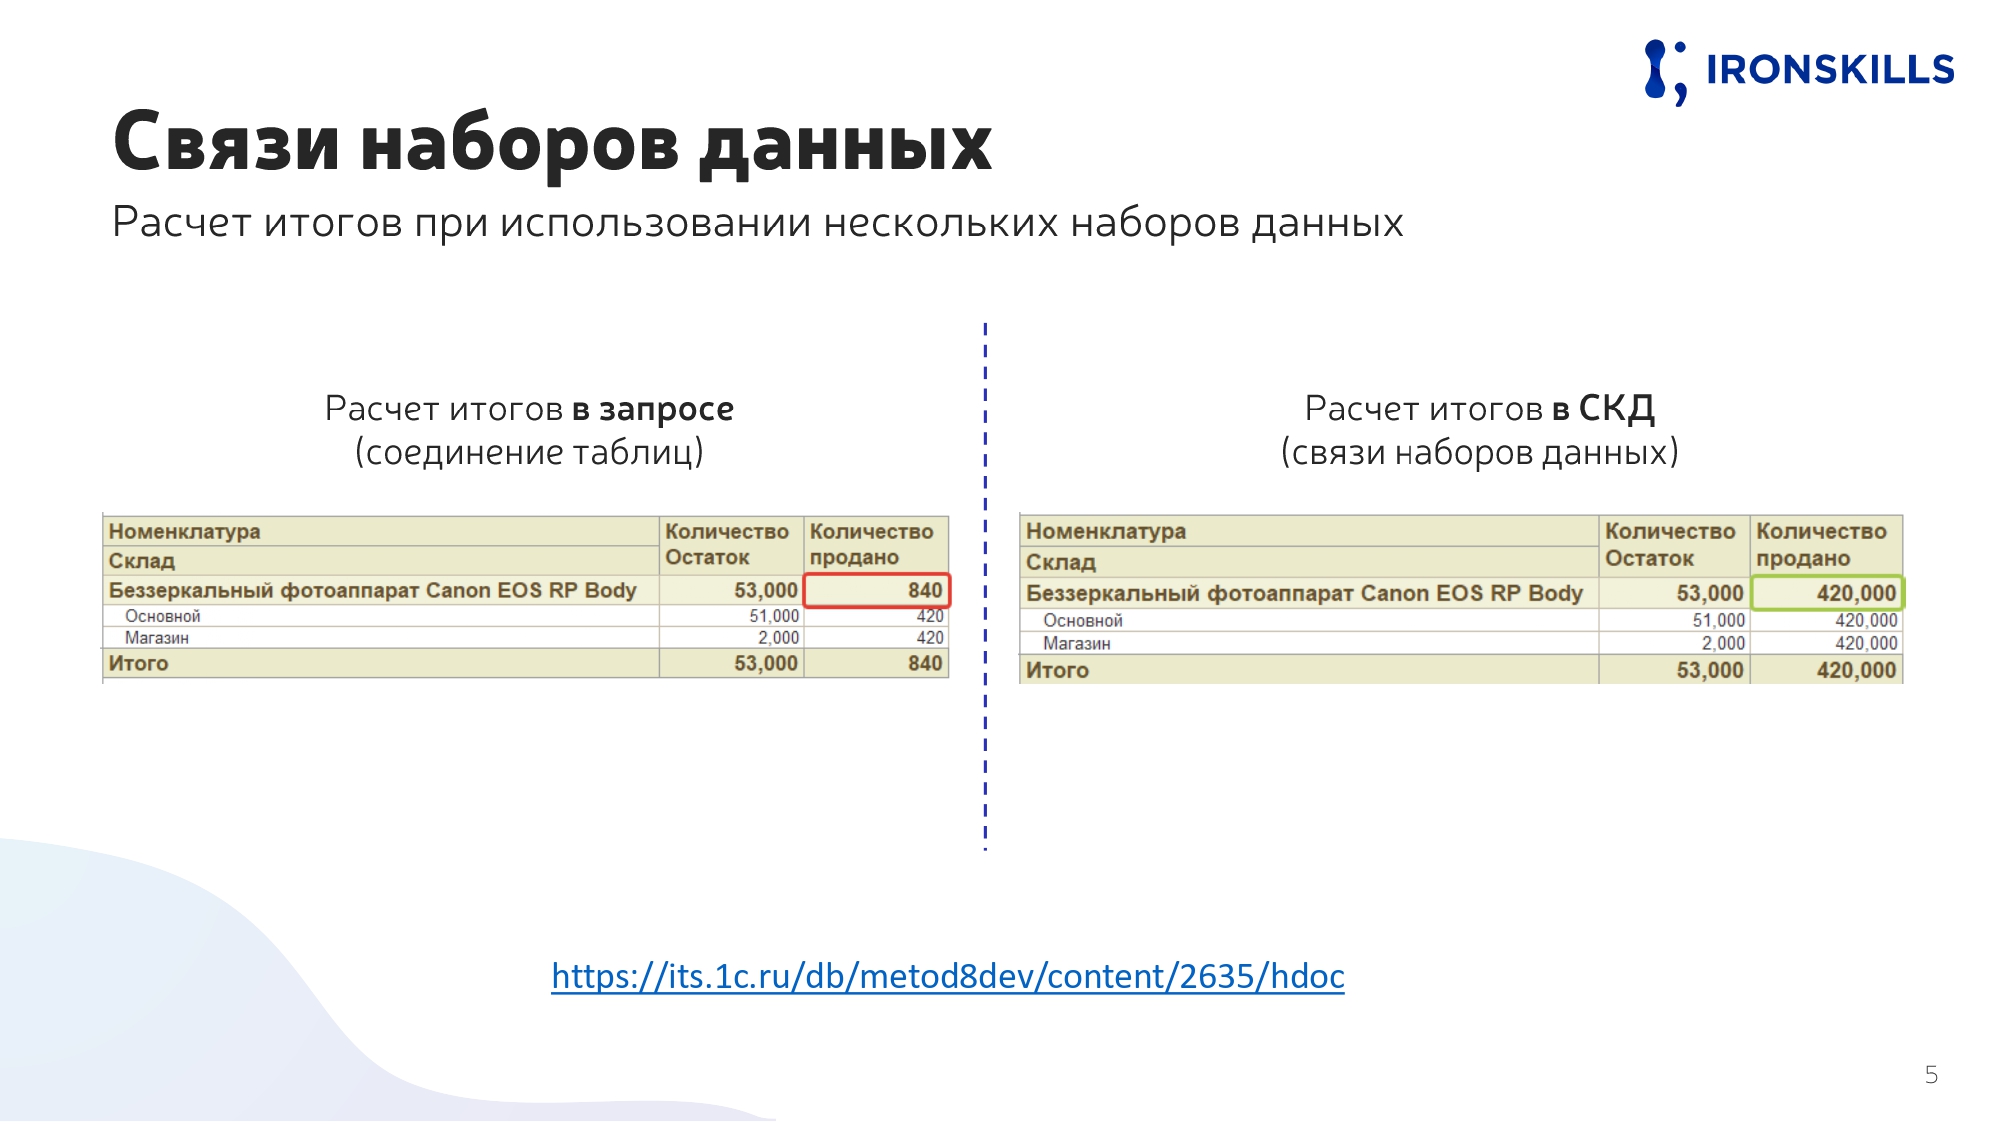 IRONSKILLS
Связи наборов данных
Расчет итогов при использовании нескольких наборов данных
Расчет итогов в запросе
(соединение таблиц)
Номенклатура Количество Остаток Количество продано
Склад
Беззеркальный фотоаппарат Canon EOS RP Body 53,000 840
Основной 51,000 420
Магазин 2,000 420
Итого 53,000 840
Расчет итогов в СКД
(связи наборов данных)
Номенклатура Количество Остаток Количество продано
Склад
Беззеркальный фотоаппарат Canon EOS RP Body 53,000 420,000
Основной 51,000 420,000
Магазин 2,000 420,000
Итого 53,000 420,000
https://its.1c.ru/db/metod8dev/content/2635/hdoc
5